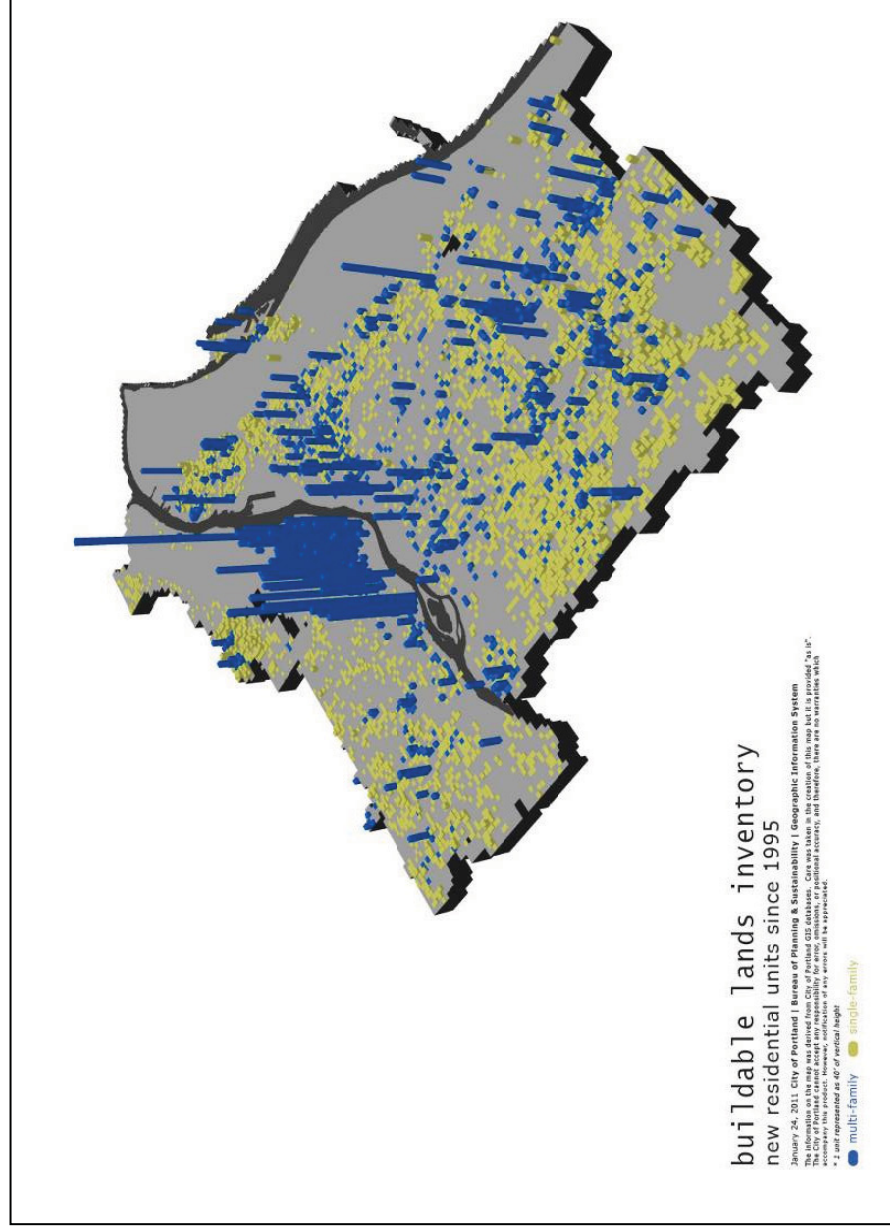 buildable lands inventory
new residential units since 1995
January 24, 2011 City of Portland | Bureau of Planning & Sustainability | Geographic Information System
The information on the map was derived from City of Portland GIS databases. Care was taken in the creation of this map but it is provided "as is".
The City of Portland cannot accept any responsibility for error, omissions, or positional accuracy, and therefore, there are no warranties which
accompany this product. However, notification of any errors will be appreciated.
* 1 unit represented as 40' of vertical height
multi-family single-family